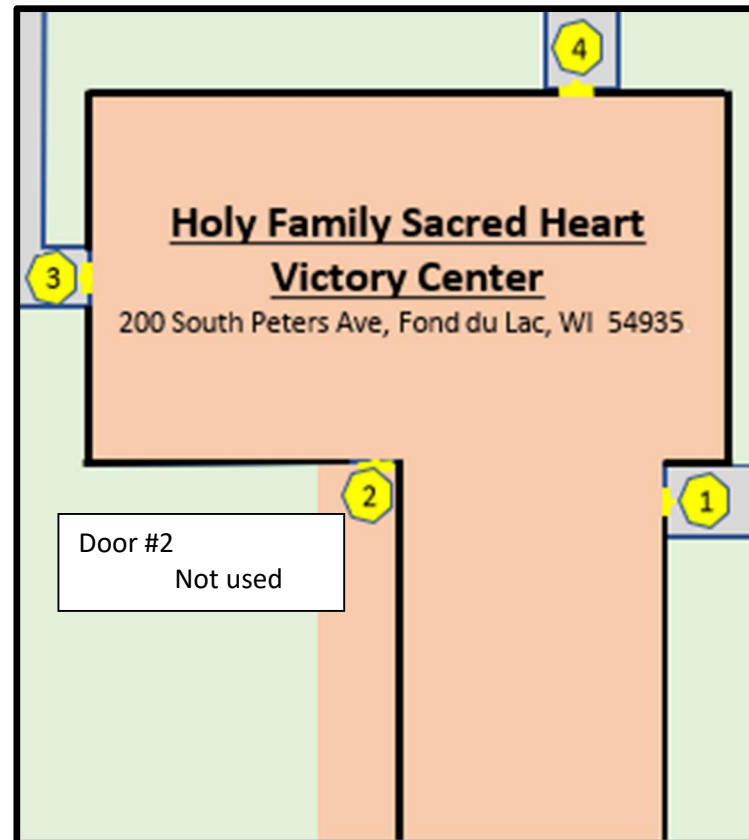 4
Holy Family Sacred Heart
Victory Center
200 South Peters Ave, Fond du Lac, WI 54935
3
2
1
Door #2
Not used